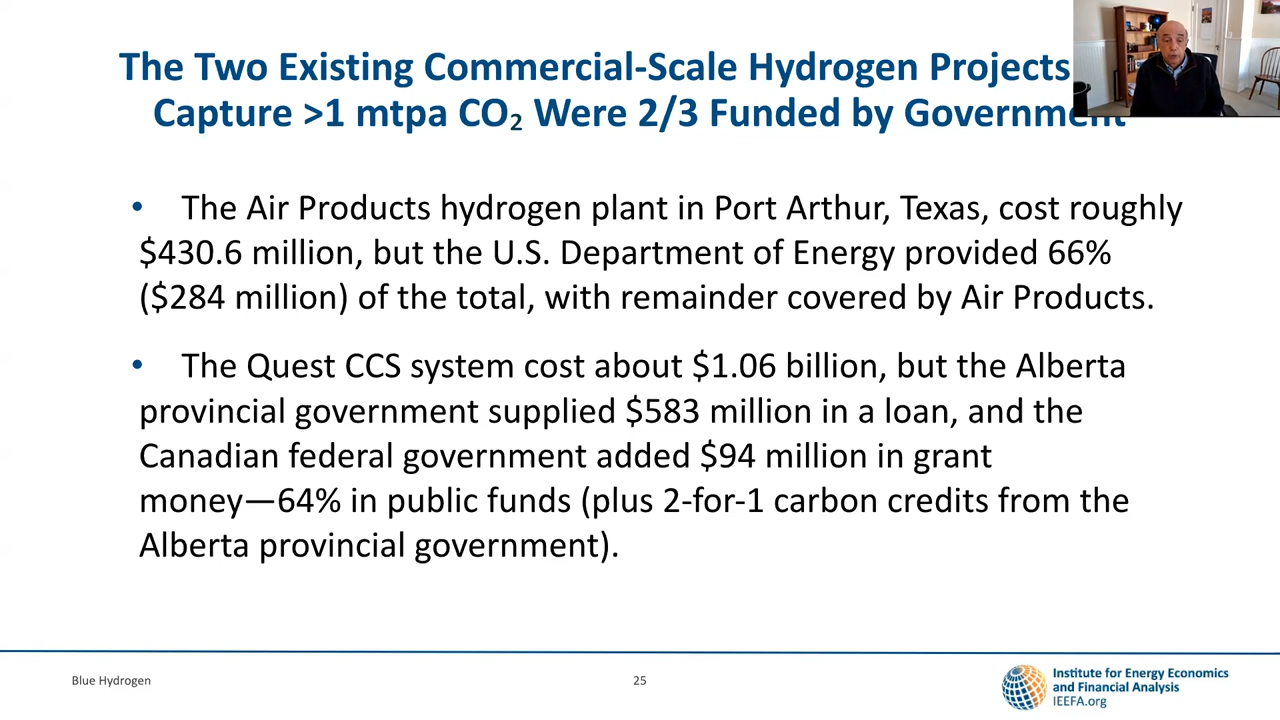 The Two Existing Commercial-Scale Hydrogen Projects
Capture >1 mtpa CO₂ Were 2/3 Funded by Government
• The Air Products hydrogen plant in Port Arthur, Texas, cost roughly
$430.6 million, but the U.S. Department of Energy provided 66%
($284 million) of the total, with remainder covered by Air Products.
• The Quest CCS system cost about $1.06 billion, but the Alberta
provincial government supplied $583 million in a loan, and the
Canadian federal government added $94 million in grant
money—64% in public funds (plus 2-for-1 carbon credits from the
Alberta provincial government).
Blue Hydrogen
25
Institute for Energy Economics
and Financial Analysis
IEEFA.org